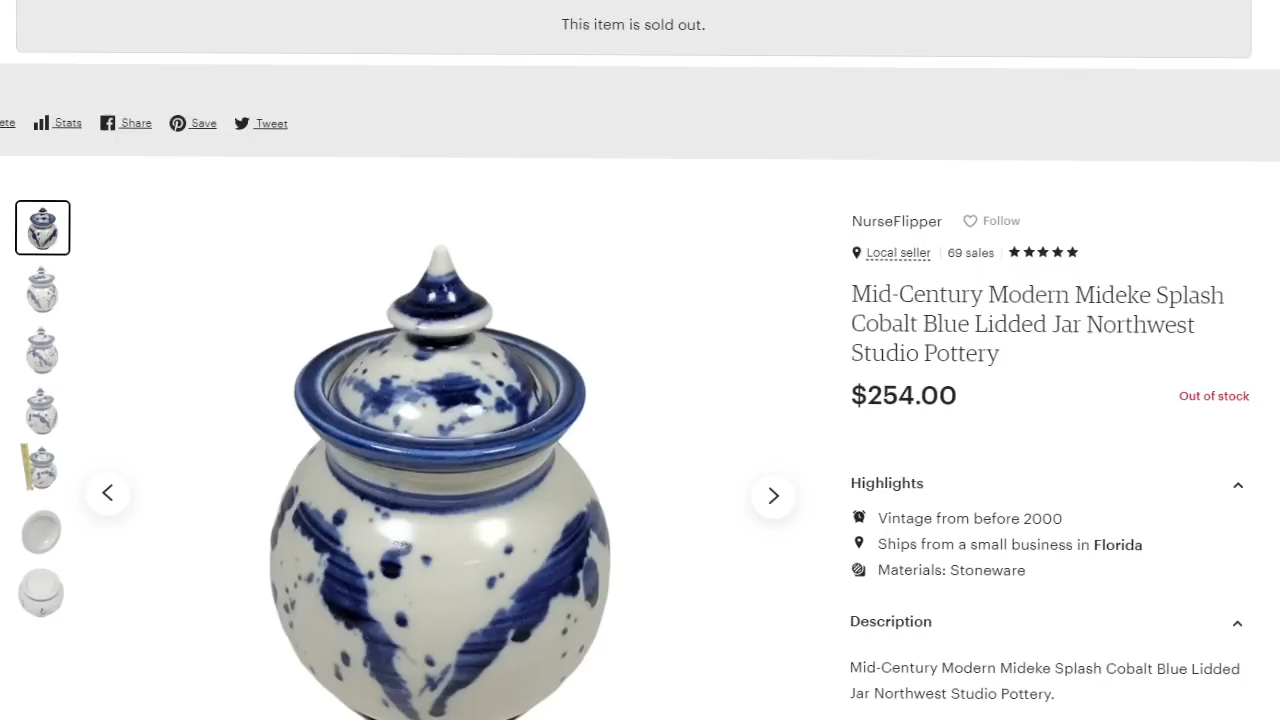 This item is sold out.
ete Stats Share Save Tweet
NurseFlipper Follow
Local seller 69 sales
Mid-Century Modern Mideke Splash
Cobalt Blue Lidded Jar Northwest
Studio Pottery
$254.00 Out of stock
Highlights
Vintage from before 2000
Ships from a small business in Florida
Materials: Stoneware
Description
Mid-Century Modern Mideke Splash Cobalt Blue Lidded
Jar Northwest Studio Pottery.